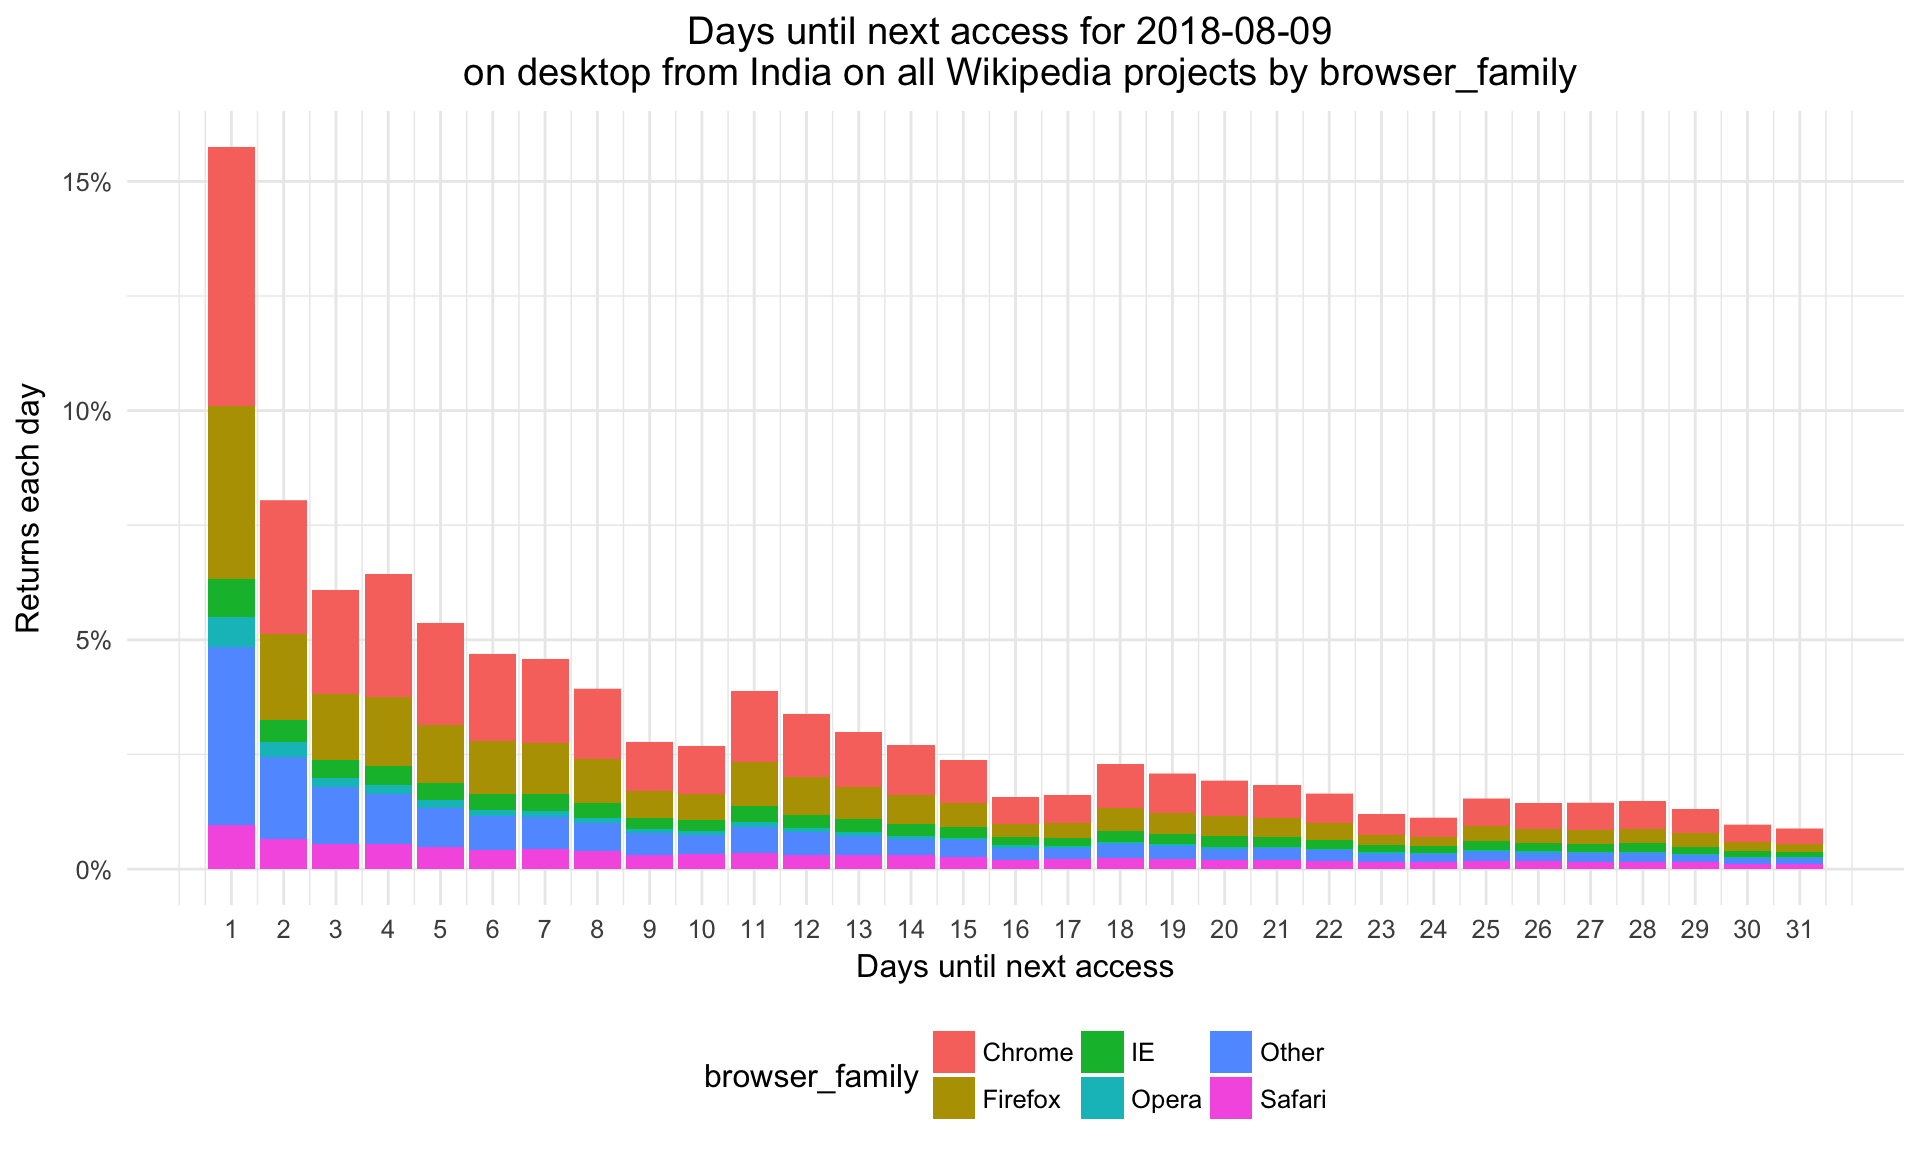 Days until next access for 2018-08-09
on desktop from India on all Wikipedia projects by browser_family
Returns each day
15%
10%
5%
0%
1 2 3 4 5 6 7 8 9 10 11 12 13 14 15 16 17 18 19 20 21 22 23 24 25 26 27 28 29 30 31
Days until next access
browser_family
Chrome IE Other
Firefox Opera Safari